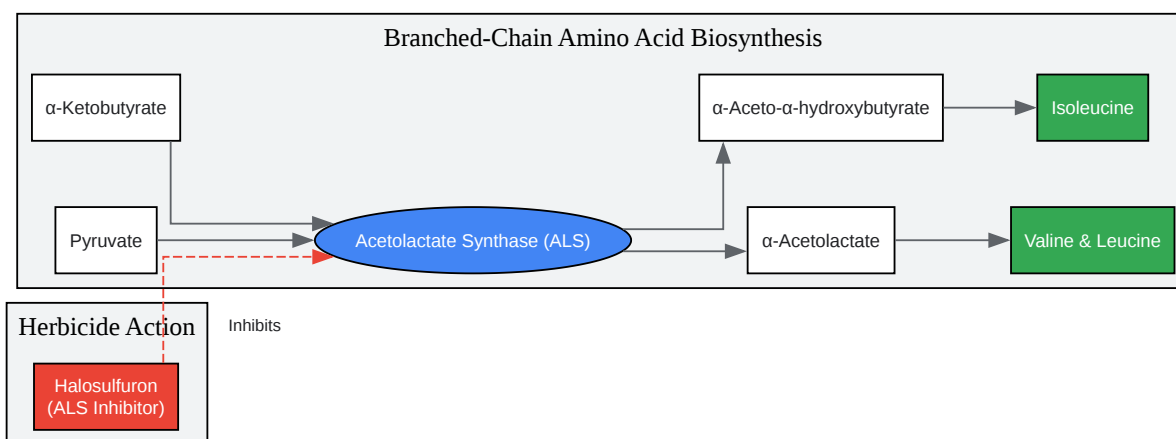 Branched-Chain Amino Acid Biosynthesis
α-Ketobutyrate
α-Aceto-α-hydroxybutyrate
Isoleucine
Pyruvate
Acetolactate Synthase (ALS)
α-Acetolactate
Valine & Leucine
Herbicide Action
Inhibits
Halosulfuron
(ALS Inhibitor)